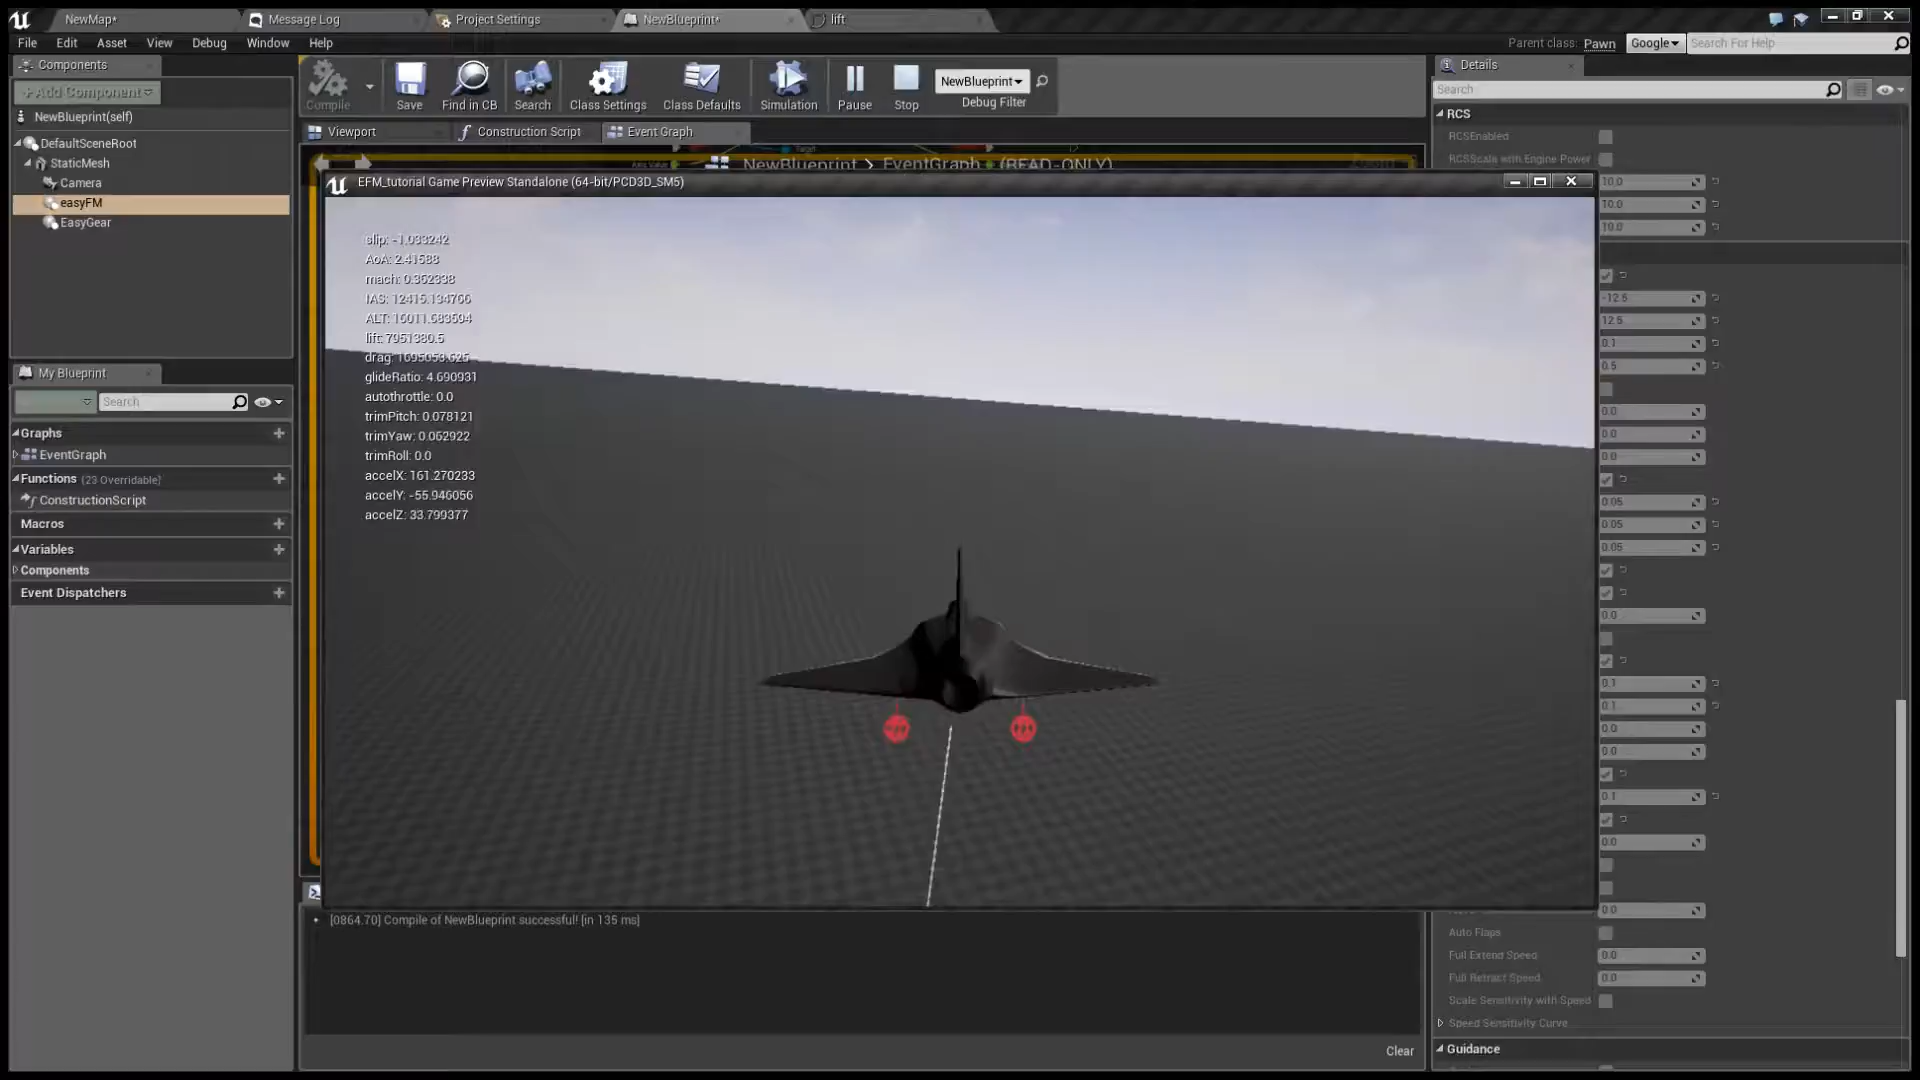 NewMap*
Message Log
Project Settings
NewBlueprint*
lift
File Edit Asset View Debug Window Help
Parent class: Pawn
Google
Search For Help
Components
+Add Component
NewBlueprint(self)
DefaultSceneRoot
StaticMesh
Camera
easyFM
EasyGear
Compile
Save
Find in CB
Search
Class Settings
Class Defaults
Simulation
Pause
Stop
NewBlueprint
Debug Filter
Viewport
Construction Script
Event Graph
NewBlueprint > EventGraph (READ-ONLY)
EFM_tutorial Game Preview Standalone (64-bit/PCD3D_SM5)
slip: -1.033242
AoA: 2.41588
mach: 0.352338
IAS: 12415.134766
ALT: 16011.683594
lift: 7951380.5
drag: 1695053.625
glideRatio: 4.690931
autothrottle: 0.0
trimPitch: 0.078121
trimYaw: 0.052922
trimRoll: 0.0
accelX: 161.270233
accelY: -55.946056
accelZ: 33.799377
My Blueprint
Search
Graphs
EventGraph
Functions (23 Overridable)
ConstructionScript
Macros
Variables
Components
Event Dispatchers
[0864.70] Compile of NewBlueprint successful! [in 135 ms]
Clear
Details
Search
RCS
RCSEnabled
RCSScale with Engine Power
10.0
10.0
10.0
-12.5
12.5
0.1
0.5
0.0
0.0
0.0
0.05
0.05
0.05
0.0
0.1
0.1
0.0
0.0
0.1
0.0
0.0
Auto Flaps
Full Extend Speed
0.0
Full Retract Speed
0.0
Scale Sensitivity with Speed
Speed Sensitivity Curve
Guidance